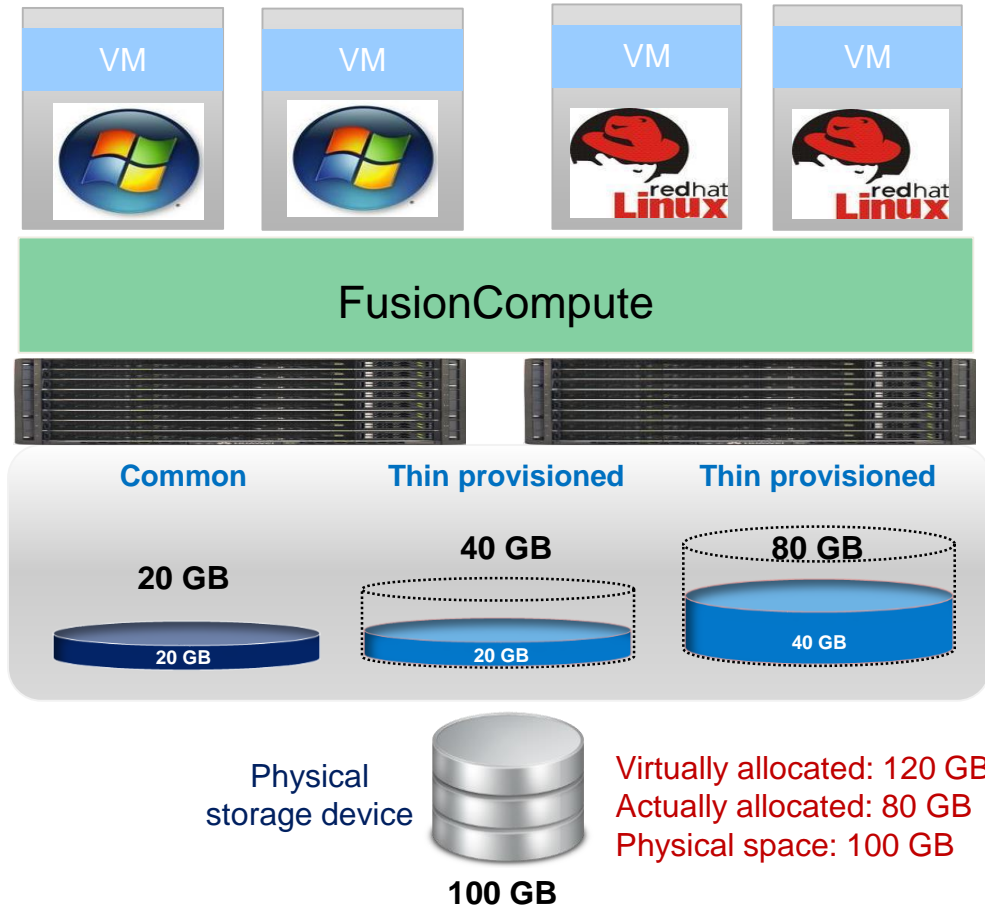 VM
VM
VM
VM
redhat
Linux
redhat
Linux
FusionCompute
Common
Thin provisioned
Thin provisioned
20 GB
40 GB
80 GB
20 GB
20 GB
40 GB
Physical
storage device
Virtually allocated: 120 GB
Actually allocated: 80 GB
Physical space: 100 GB
100 GB